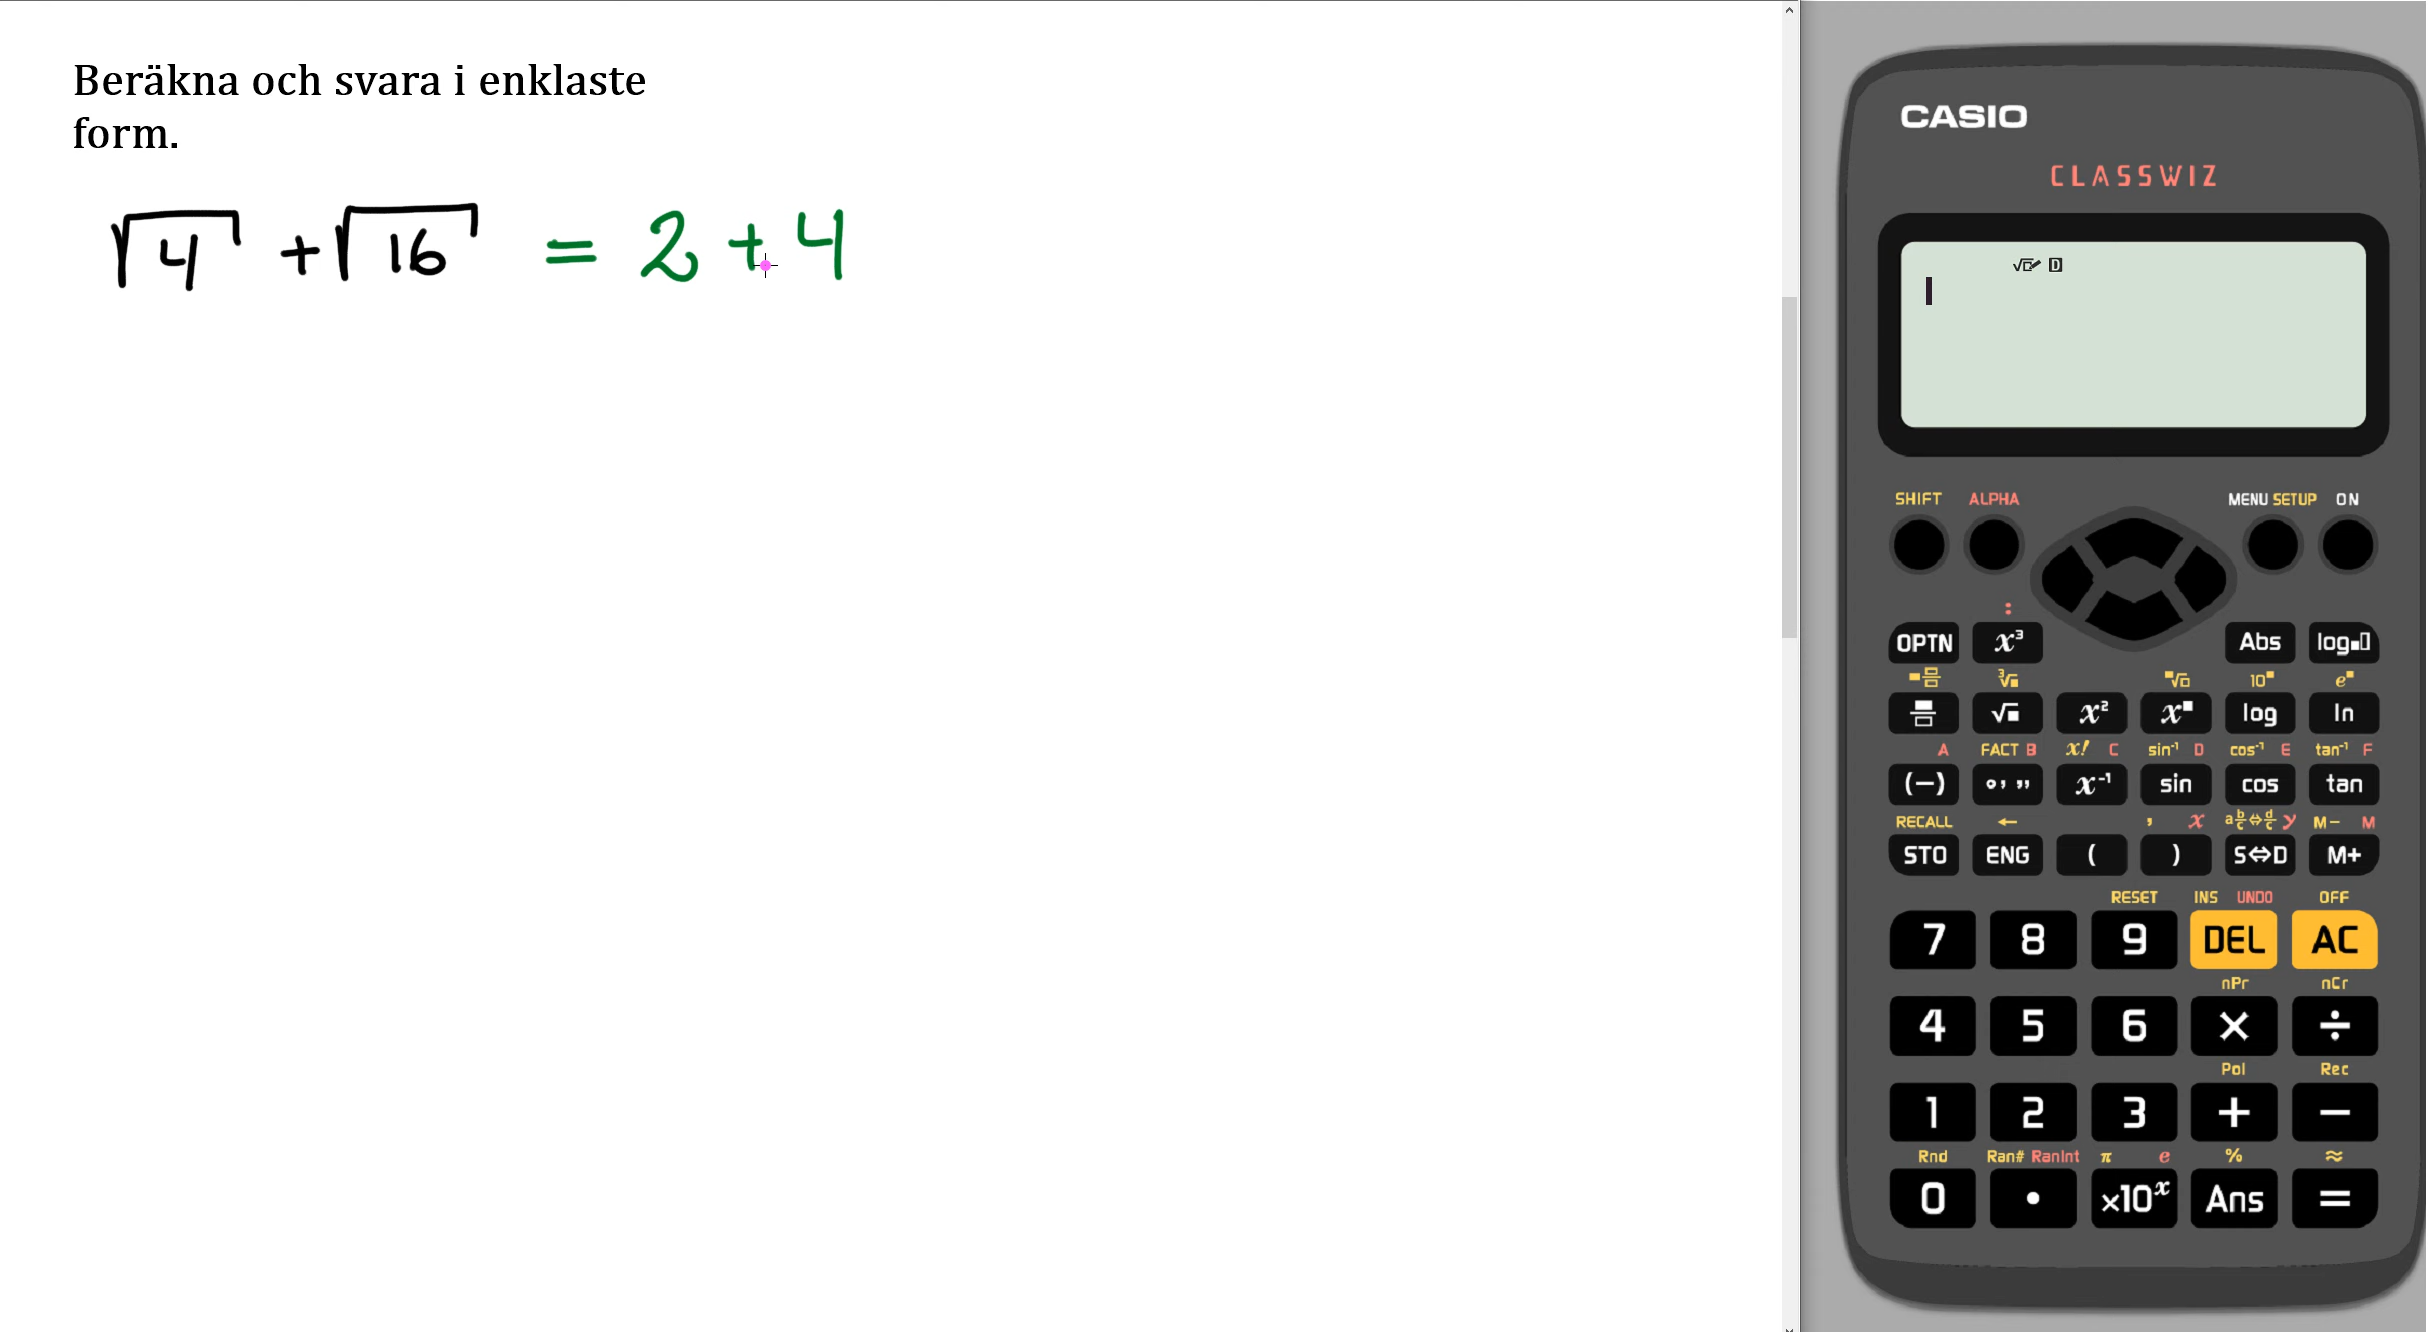 Beräkna och svara i enklaste
form.
√4 + √16 = 2 + 4
CASIO
CLASSWIZ
√□ D
SHIFT ALPHA MENU SETUP ON
:
OPTN x³ Abs log■□
■√□ 10■ e■
√■ x² x■ log ln
A FACT B x! C sin⁻¹ D cos⁻¹ E tan⁻¹ F
(−) °, ,, x⁻¹ sin cos tan
RECALL ← , x a b/c⇔d/c y M− M
STO ENG ( ) S⇔D M+
RESET INS UNDO OFF
7 8 9 DEL AC
nPr nCr
4 5 6 × ÷
Pol Rec
1 2 3 + −
Rnd Ran# RanInt π e % ≈
0 • ×10ˣ Ans =